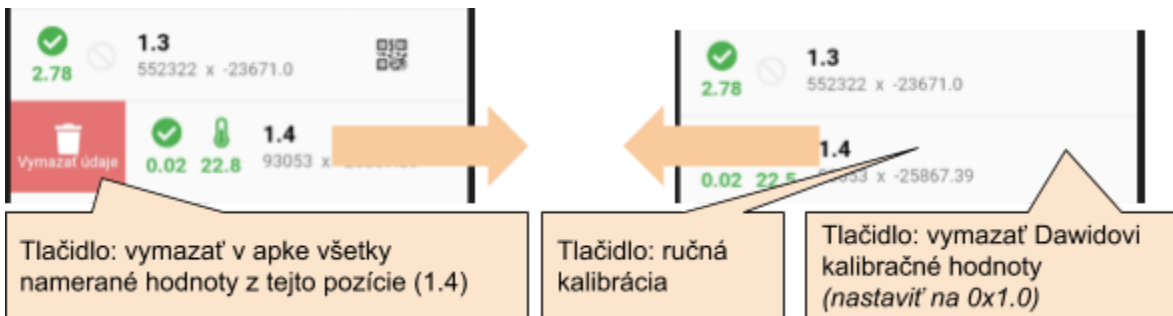 1.3
2.78
552322 x -23671.0
1.4
Vymazať údaje
0.02 22.8
93053 x
1.3
2.78
552322 x -23671.0
1.4
0.02 22.5
x -25867.39
Tlačidlo: vymazať v apke všetky
namerané hodnoty z tejto pozície (1.4)
Tlačidlo: ručná
kalibrácia
Tlačidlo: vymazať Dawidovi
kalibračné hodnoty
(nastaviť na 0x1.0)